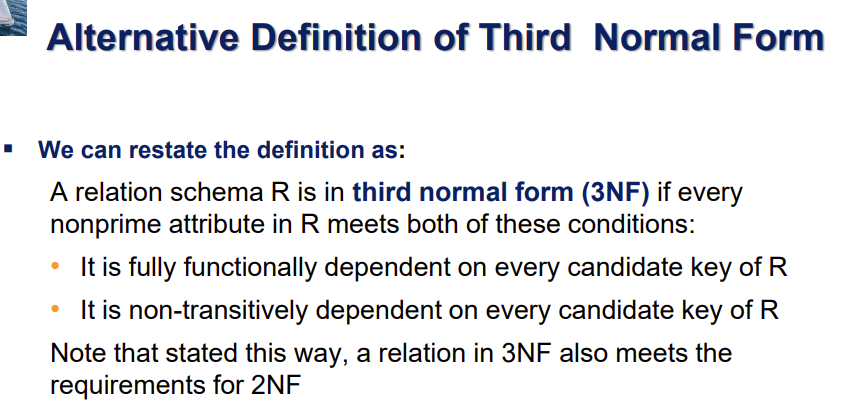 Alternative Definition of Third Normal Form
▪ We can restate the definition as:
A relation schema R is in third normal form (3NF) if every
nonprime attribute in R meets both of these conditions:
• It is fully functionally dependent on every candidate key of R
• It is non-transitively dependent on every candidate key of R
Note that stated this way, a relation in 3NF also meets the
requirements for 2NF